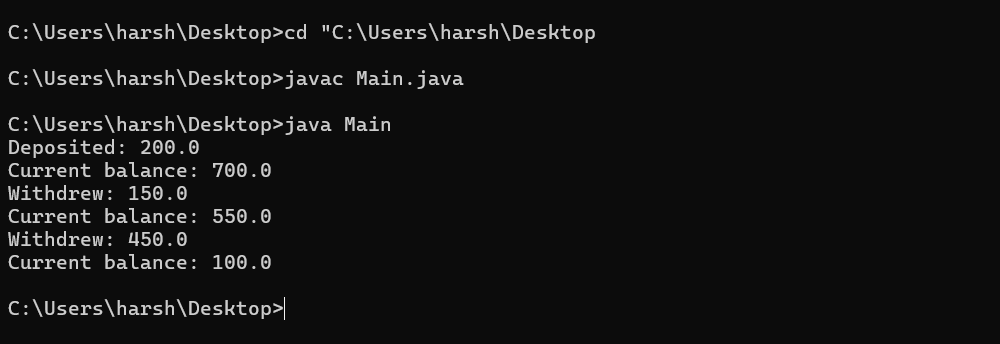 C:\Users\harsh\Desktop>cd "C:\Users\harsh\Desktop
C:\Users\harsh\Desktop>javac Main.java
C:\Users\harsh\Desktop>java Main
Deposited: 200.0
Current balance: 700.0
Withdrew: 150.0
Current balance: 550.0
Withdrew: 450.0
Current balance: 100.0
C:\Users\harsh\Desktop>